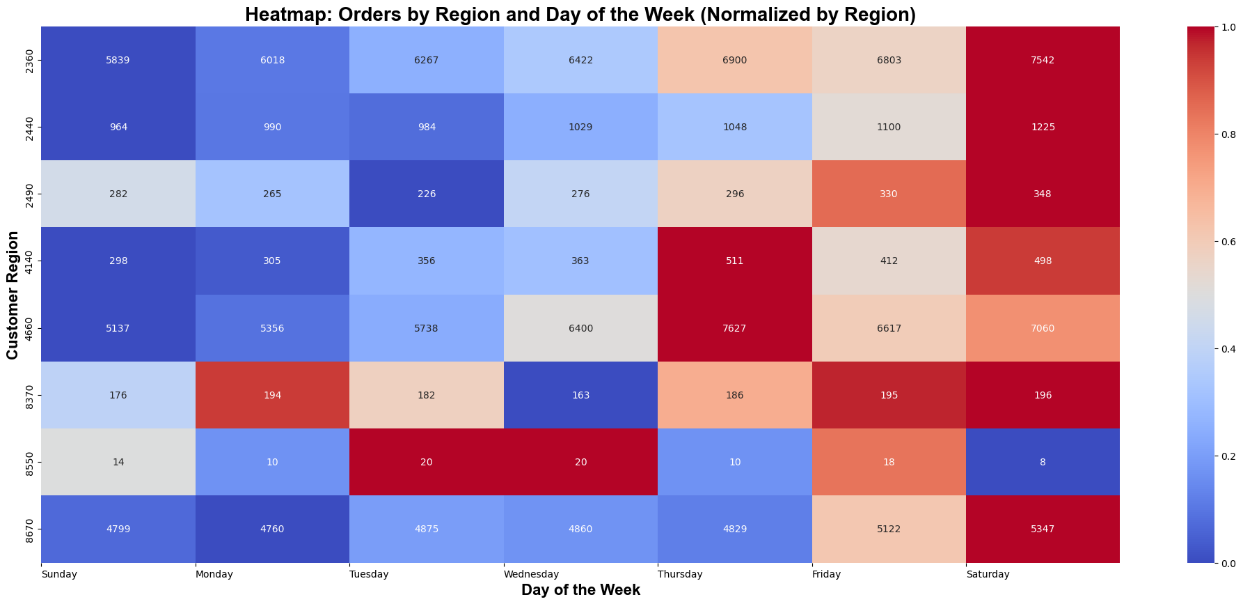 Heatmap: Orders by Region and Day of the Week (Normalized by Region)
Customer Region
2360 5839 6018 6267 6422 6900 6803 7542
2440 964 990 984 1029 1048 1100 1225
2490 282 265 226 276 296 330 348
4140 298 305 356 363 511 412 498
4660 5137 5356 5738 6400 7627 6617 7060
8370 176 194 182 163 186 195 196
8550 14 10 20 20 10 18 8
8670 4799 4760 4875 4860 4829 5122 5347
Sunday Monday Tuesday Wednesday Thursday Friday Saturday
Day of the Week
1.0
0.8
0.6
0.4
0.2
0.0